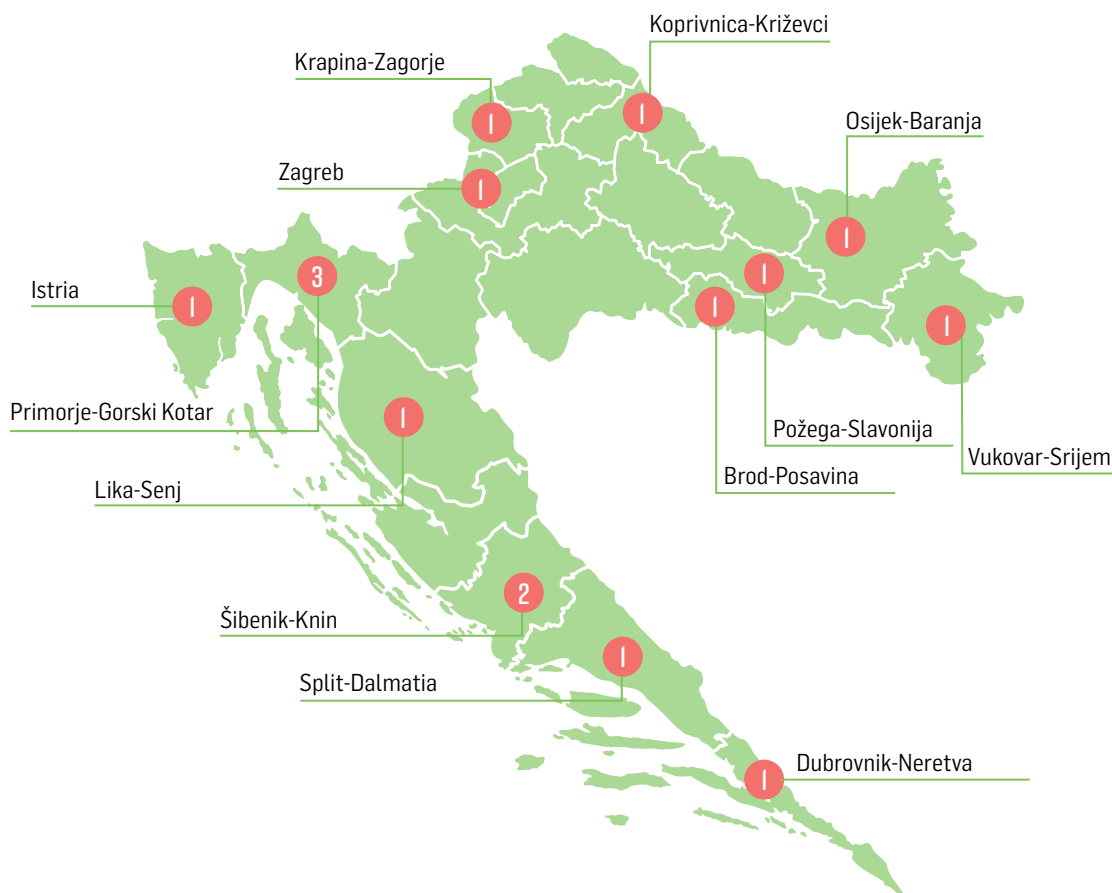 Koprivnica-Križevci
Krapina-Zagorje
1
1
Osijek-Baranja
Zagreb
1
1
Istria
3
1
1
1
1
1
Primorje-Gorski Kotar
1
Požega-Slavonija
Vukovar-Srijem
Brod-Posavina
Lika-Senj
2
Šibenik-Knin
1
Split-Dalmatia
Dubrovnik-Neretva
1